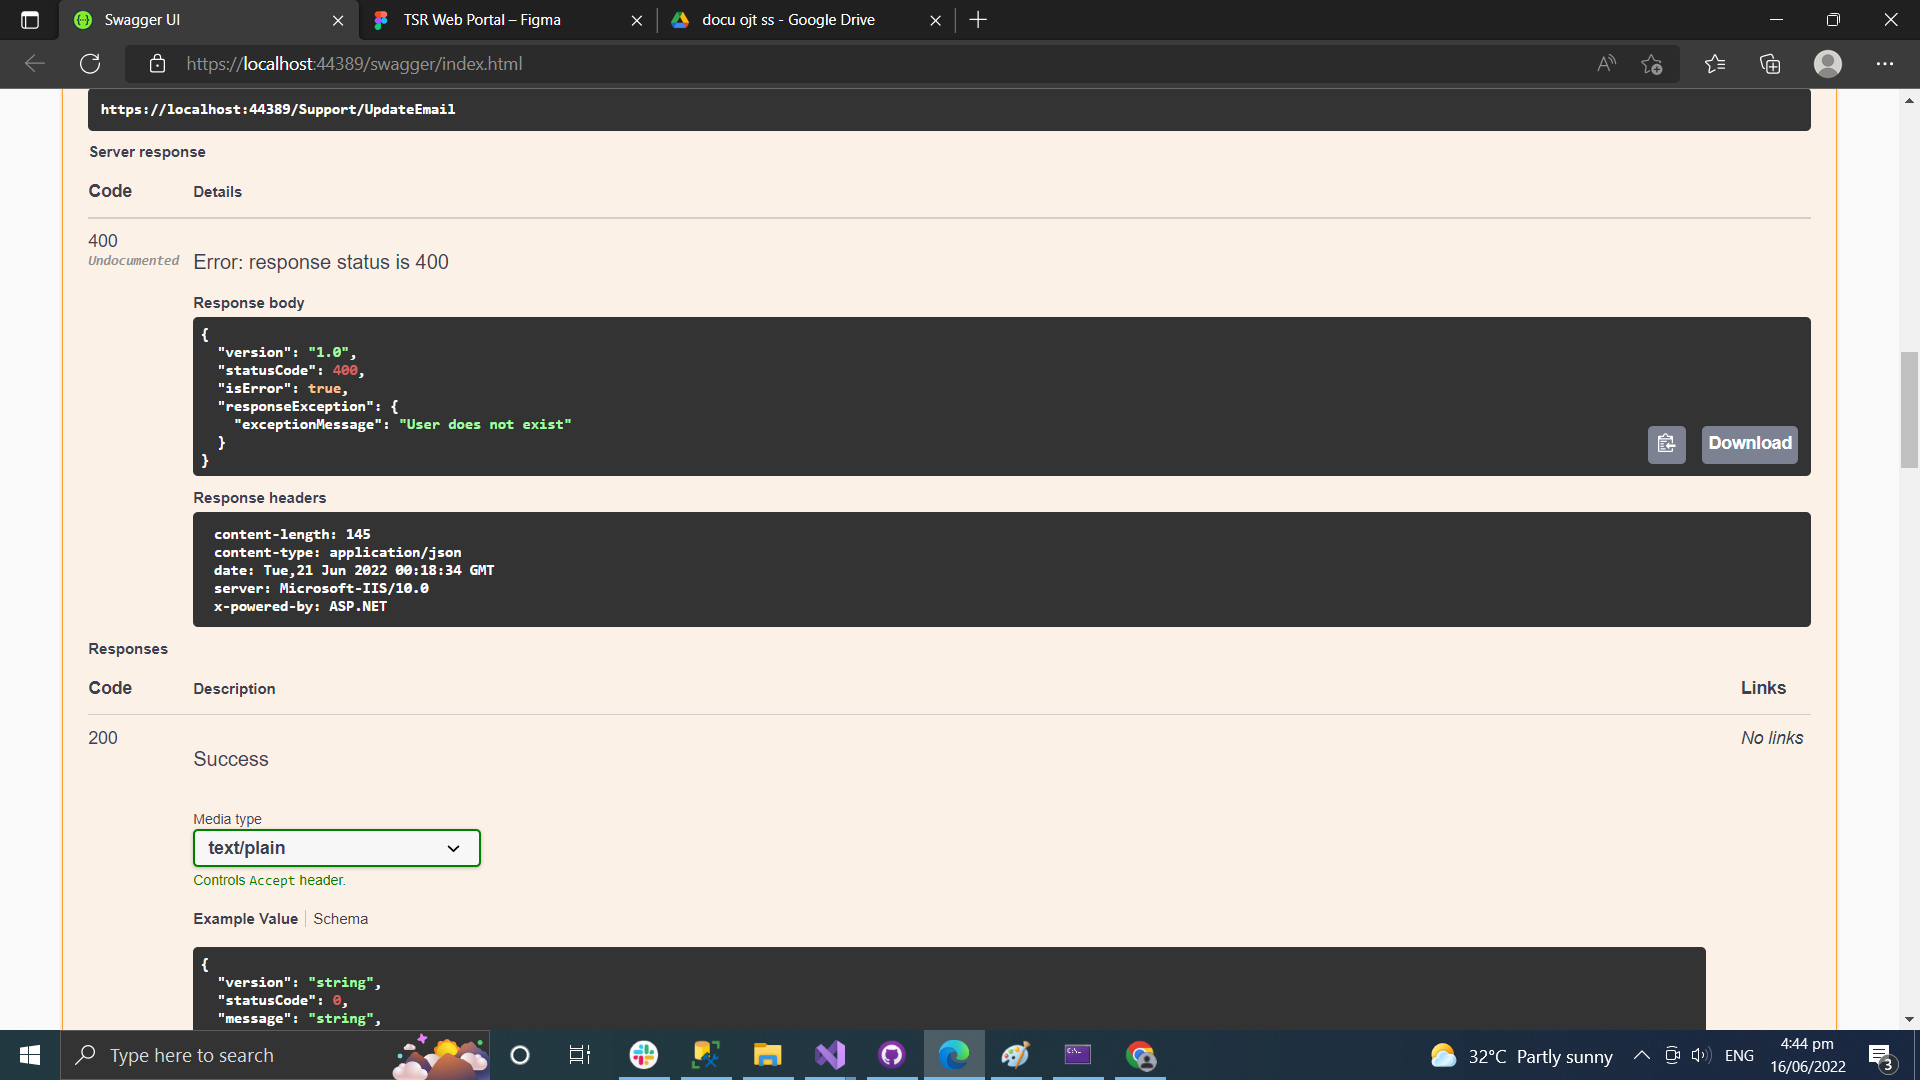 Swagger UI
TSR Web Portal – Figma
docu ojt ss - Google Drive
https://localhost:44389/swagger/index.html
https://localhost:44389/Support/UpdateEmail
Server response
Code Details
400
Undocumented
Error: response status is 400
Response body
{
"version": "1.0",
"statusCode": 400,
"isError": true,
"responseException": {
"exceptionMessage": "User does not exist"
}
}
Download
Response headers
content-length: 145
content-type: application/json
date: Tue,21 Jun 2022 00:18:34 GMT
server: Microsoft-IIS/10.0
x-powered-by: ASP.NET
Responses
Code Description Links
200 No links
Success
Media type
text/plain
Controls Accept header.
Example Value Schema
{
"version": "string",
"statusCode": 0,
"message": "string",
Type here to search
32°C Partly sunny
ENG
4:44 pm
16/06/2022
3